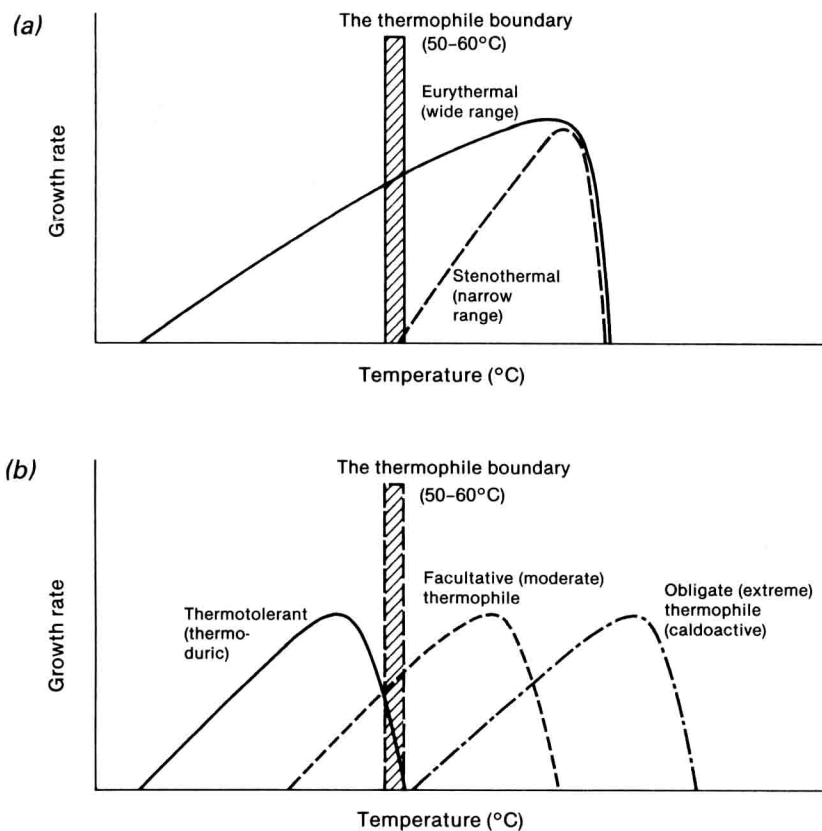 (a)
The thermophile boundary
(50–60°C)
Eurythermal
(wide range)
Growth rate
Stenothermal
(narrow
range)
Temperature (°C)
(b)
The thermophile boundary
(50–60°C)
Facultative (moderate)
thermophile
Obligate (extreme)
thermophile
(caldoactive)
Thermotolerant
(thermo-
duric)
Growth rate
Temperature (°C)